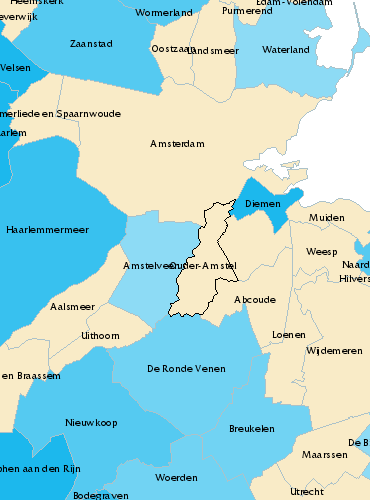 Heemskerk
Edam-Volendam
Purmerend
Wormerland
everwijk
Zaanstad
Oostzaan
Landsmeer
Waterland
Velsen
merliede en Spaarnwoude
aarlem
Amsterdam
Diemen
Muiden
Haarlemmermeer
Weesp
Amstelveen
Ouder-Amstel
Naard
Hilvers
Abcoude
Aalsmeer
Uithoorn
Loenen
Wijdemeren
De Ronde Venen
en Braassem
Nieuwkoop
Breukelen
De B
Maarssen
phen aan den Rijn
Woerden
Bodegraven
Utrecht